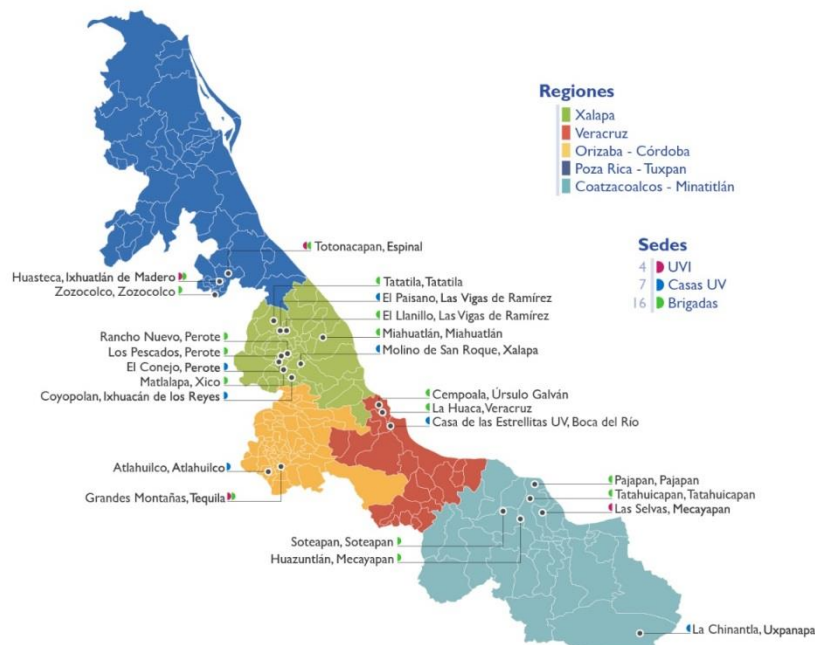 Regiones
Xalapa
Veracruz
Orizaba - Córdoba
Poza Rica - Tuxpan
Coatzacoalcos - Minatitlán
Sedes
4 UVI
7 Casas UV
16 Brigadas
Totonacapan, Espinal
Huasteca, Ixhuatlán de Madero
Zozocolco, Zozocolco
Tatatila, Tatatila
El Paisano, Las Vigas de Ramírez
El Llanillo, Las Vigas de Ramírez
Miahuatlán, Miahuatlán
Molino de San Roque, Xalapa
Rancho Nuevo, Perote
Los Pescados, Perote
El Conejo, Perote
Matlalapa, Xico
Coyopolan, Ixhuacán de los Reyes
Cempoala, Úrsulo Galván
La Huaca, Veracruz
Casa de las Estrellitas UV, Boca del Río
Atlahuilco, Atlahuilco
Grandes Montañas, Tequila
Pajapan, Pajapan
Tatahuicapan, Tatahuicapan
Las Selvas, Mecayapan
Soteapan, Soteapan
Huazuntlán, Mecayapan
La Chinantla, Uxpanapa